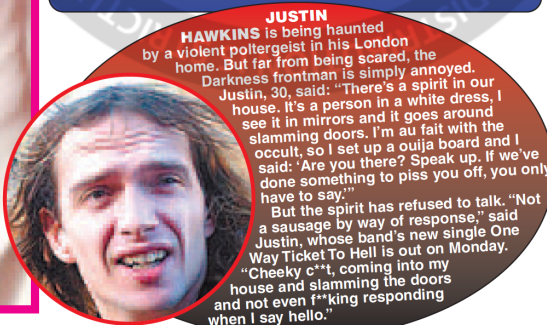 JUSTIN
HAWKINS is being haunted
by a violent poltergeist in his London
home. But far from being scared, the
Darkness frontman is simply annoyed.
Justin, 30, said: “There’s a spirit in our
house. It’s a person in a white dress, I
see it in mirrors and it goes around
slamming doors. I’m au fait with the
occult, so I set up a ouija board and I
said: ‘Are you there? Speak up. If we’ve
done something to piss you off, you only
have to say.’”
But the spirit has refused to talk. “Not
a sausage by way of response,” said
Justin, whose band’s new single One
Way Ticket To Hell is out on Monday.
“Cheeky c**t, coming into my
house and slamming the doors
and not even f**king responding
when I say hello.”